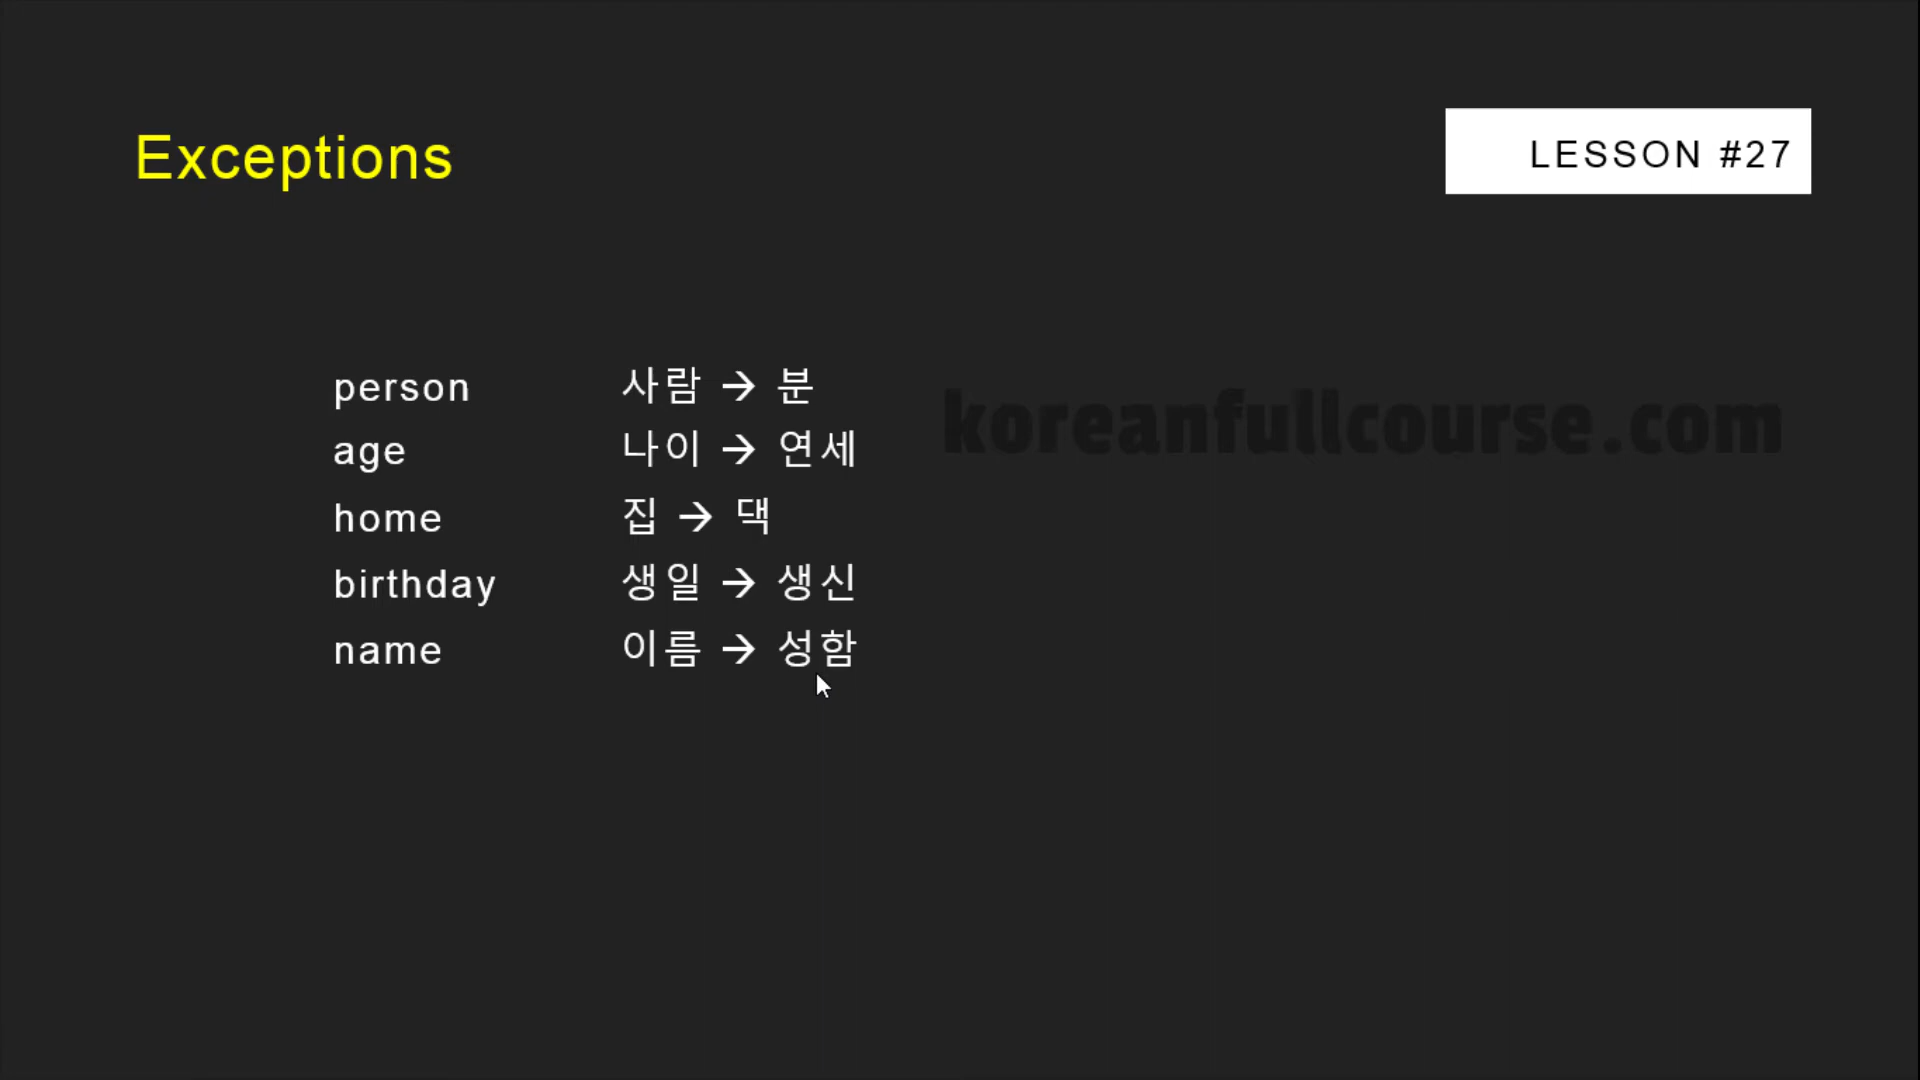 Exceptions
LESSON #27
person 사람 → 분
koreanfullcourse.com
age 나이 → 연세
home 집 → 댁
birthday 생일 → 생신
name 이름 → 성함